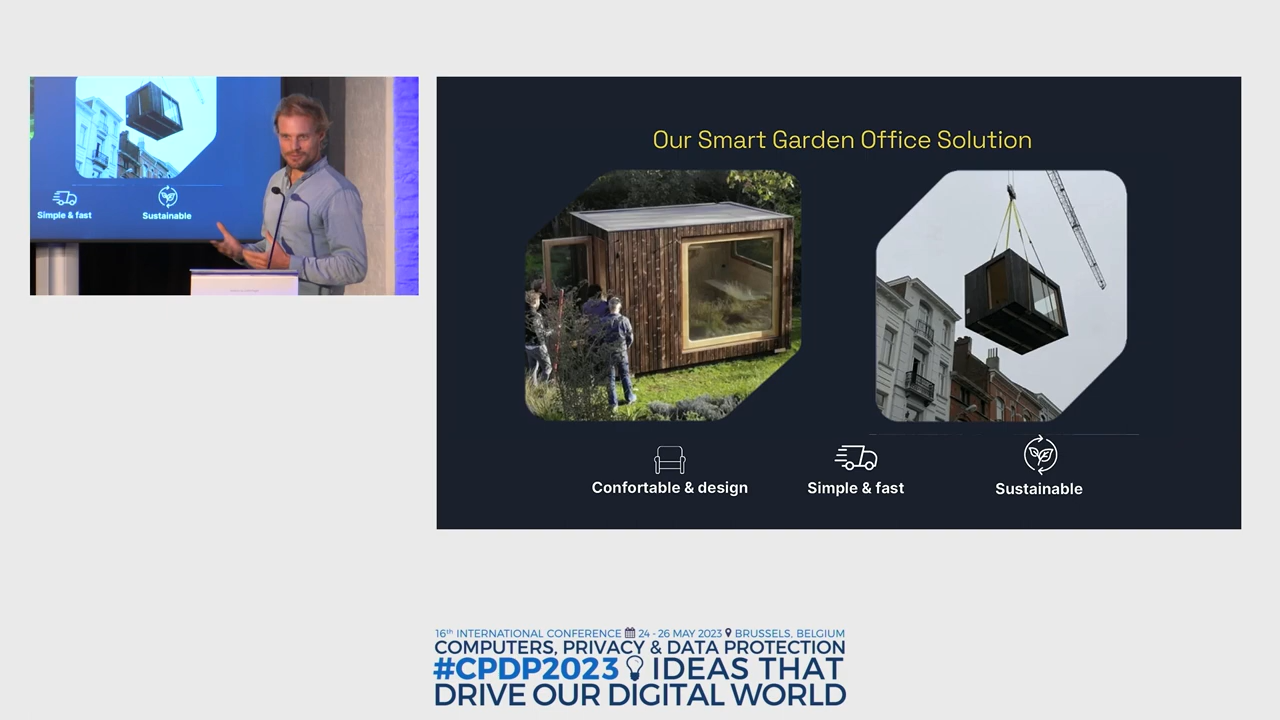 Simple & fast
Sustainable
Our Smart Garden Office Solution
Confortable & design
Simple & fast
Sustainable
16th INTERNATIONAL CONFERENCE 24 - 26 MAY 2023 BRUSSELS, BELGIUM
COMPUTERS, PRIVACY & DATA PROTECTION
#CPDP2023 IDEAS THAT
DRIVE OUR DIGITAL WORLD